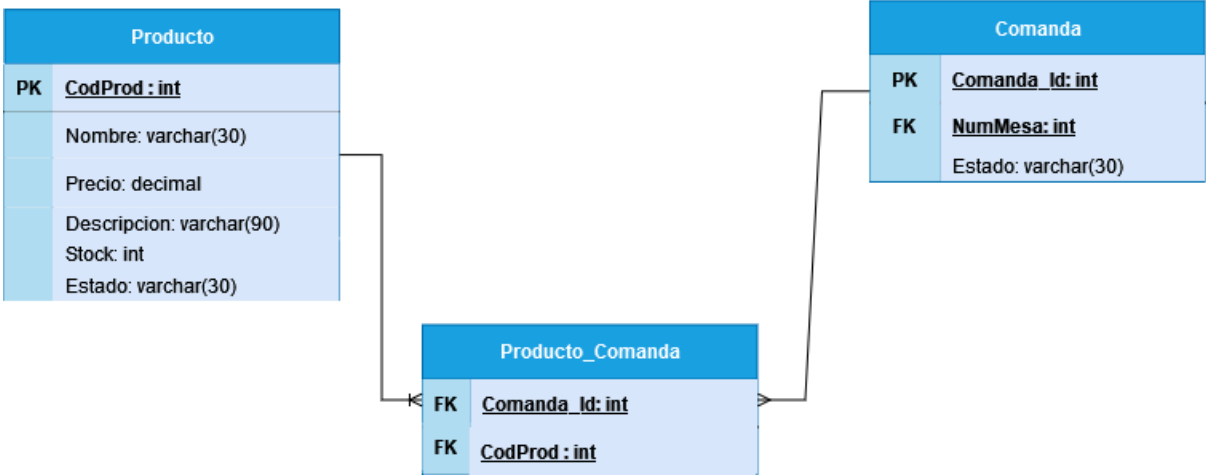 Producto
PK CodProd : int
Nombre: varchar(30)
Precio: decimal
Descripcion: varchar(90)
Stock: int
Estado: varchar(30)
Comanda
PK Comanda_Id: int
FK NumMesa: int
Estado: varchar(30)
Producto_Comanda
FK Comanda_Id: int
FK CodProd : int